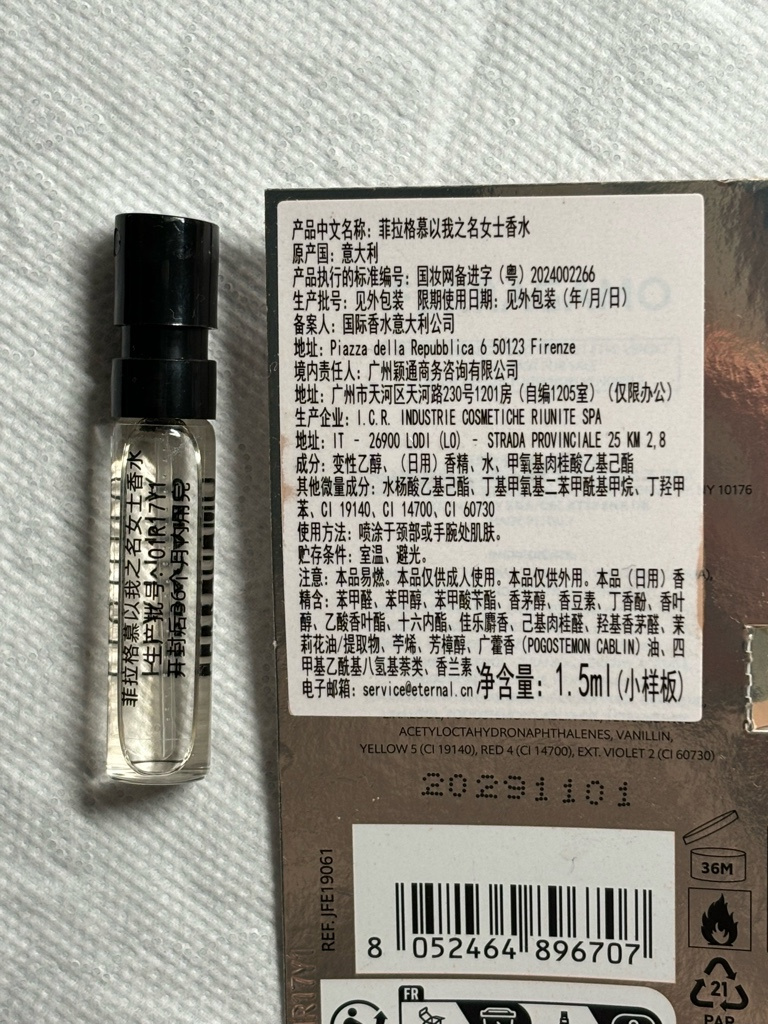 菲拉格慕以我之名女士香水
生产批号:J01R17Y1
产品中文名称：菲拉格慕以我之名女士香水
原产国：意大利
产品执行的标准编号：国妆网备进字（粤）2024002266
生产批号：见外包装 限期使用日期：见外包装（年/月/日）
备案人：国际香水意大利公司
地址：Piazza della Repubblica 6 50123 Firenze
境内责任人：广州颖通商务咨询有限公司
地址：广州市天河区天河路230号1201房（自编1205室）（仅限办公）
生产企业：I.C.R. INDUSTRIE COSMETICHE RIUNITE SPA
地址：IT - 26900 LODI (LO) - STRADA PROVINCIALE 25 KM 2,8
成分：变性乙醇、（日用）香精、水、甲氧基肉桂酸乙基己酯
其他微量成分：水杨酸乙基己酯、丁基甲氧基二苯甲酰基甲烷、丁羟甲
苯、CI 19140、CI 14700、CI 60730
使用方法：喷涂于颈部或手腕处肌肤。
贮存条件：室温、避光。
注意：本品易燃。本品仅供成人使用。本品仅供外用。本品（日用）香
精含：苯甲醛、苯甲醇、苯甲酸苄酯、香茅醇、香豆素、丁香酚、香叶
醇、乙酸香叶酯、十六内酯、佳乐麝香、己基肉桂醛、羟基香茅醛、茉
莉花油/提取物、苧烯、芳樟醇、广藿香（POGOSTEMON CABLIN）油、四
甲基乙酰基八氢基萘类、香兰素
电子邮箱：service@eternal.cn 净含量：1.5ml(小样板)
NY 10176
ACETYLOCTAHYDRONAPHTHALENES, VANILLIN,
YELLOW 5 (CI 19140), RED 4 (CI 14700), EXT. VIOLET 2 (CI 60730)
20291101
REF. JFE19061
36M
8 052464 896707
R17Y1
21
PAP
FR